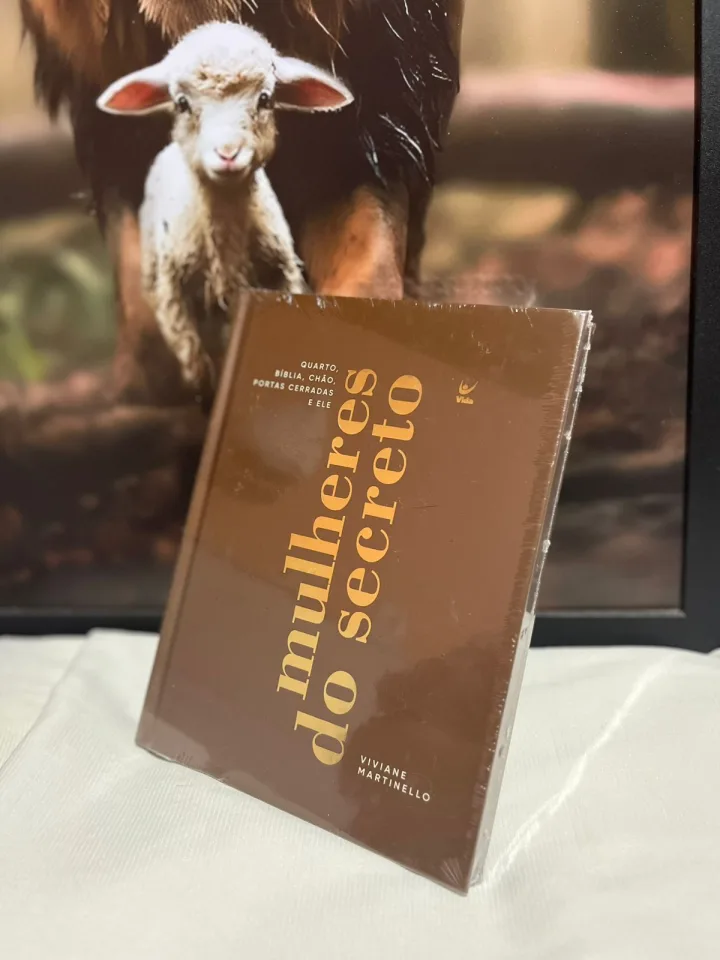 QUARTO,
BÍBLIA, CHÃO,
PORTAS CERRADAS
E ELE
Vida
mulheres
do secreto
VIVIANE
MARTINELLO